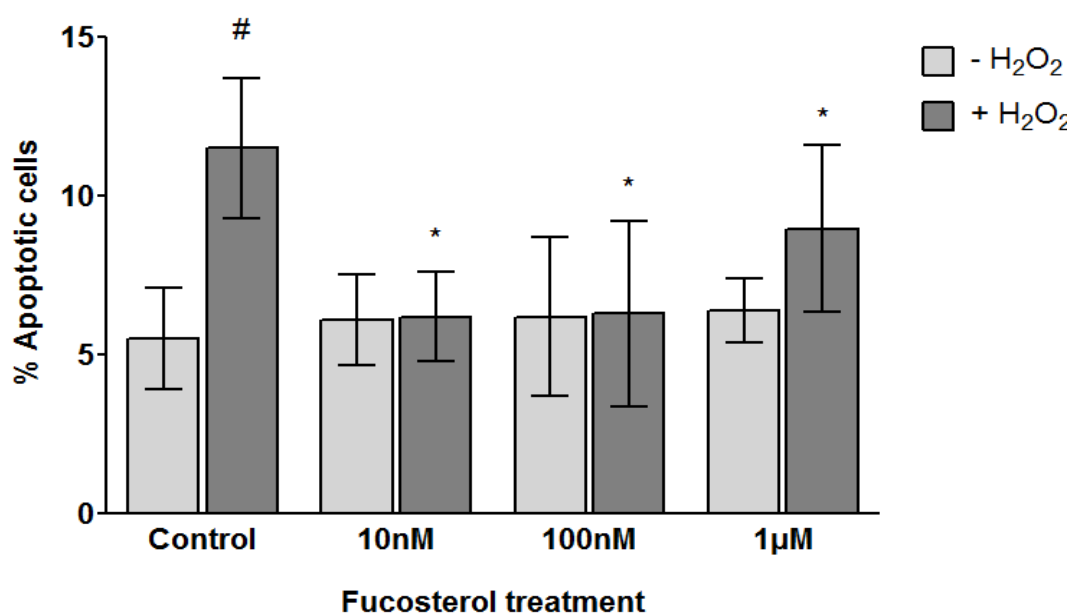 #
15
- H₂O₂
+ H₂O₂
*
*
*
10
5
0
% Apoptotic cells
Control 10nM 100nM 1µM
Fucosterol treatment